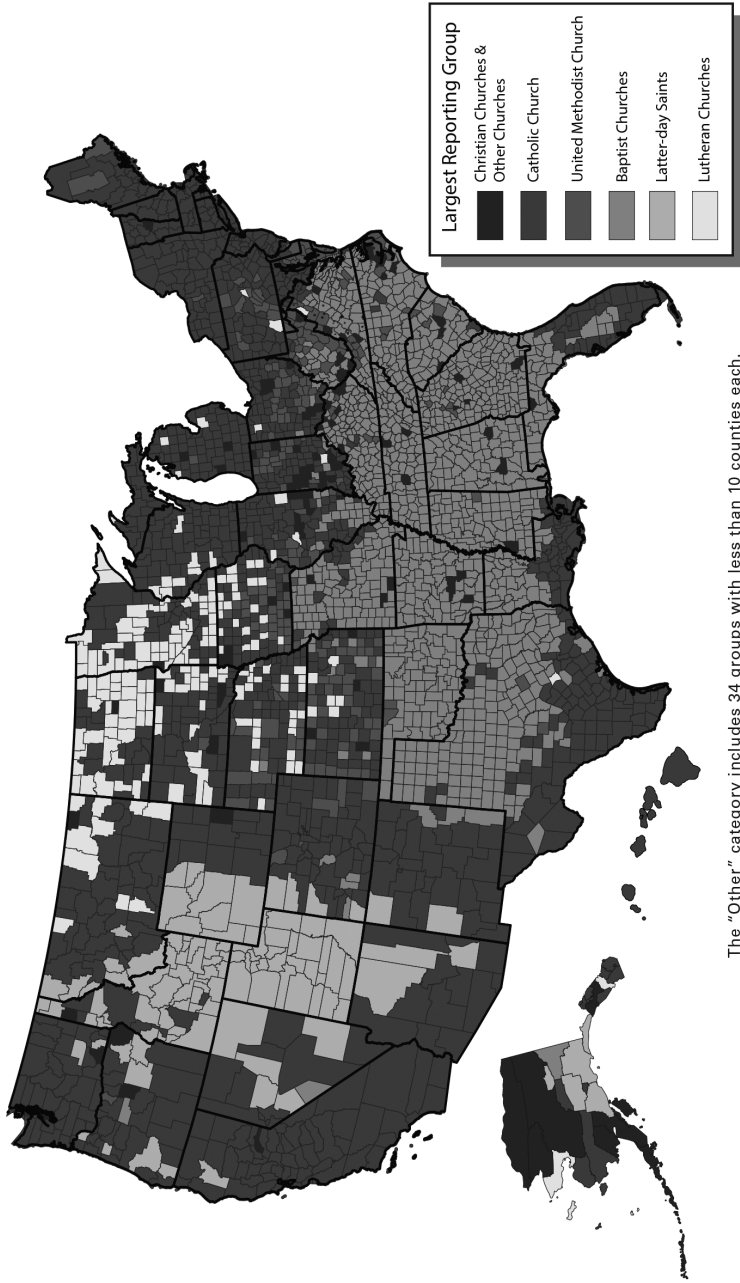 Largest Reporting Group
Christian Churches &
Other Churches
Catholic Church
United Methodist Church
Baptist Churches
Latter-day Saints
Lutheran Churches
The “Other” category includes 34 groups with less than 10 counties each.